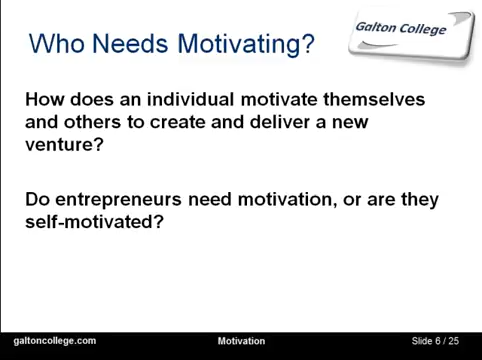 Who Needs Motivating?
Galton College
How does an individual motivate themselves
and others to create and deliver a new
venture?
Do entrepreneurs need motivation, or are they
self-motivated?
galtoncollege.com
Motivation
Slide 6 / 25